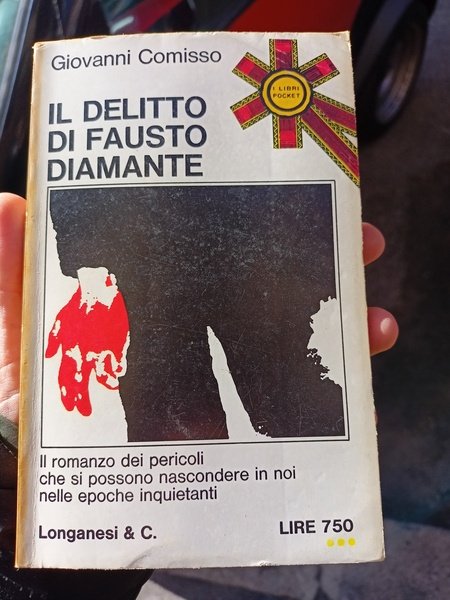 Giovanni Comisso
I LIBRI
POCKET
IL DELITTO
DI FAUSTO
DIAMANTE
Il romanzo dei pericoli
che si possono nascondere in noi
nelle epoche inquietanti
Longanesi & C.
LIRE 750